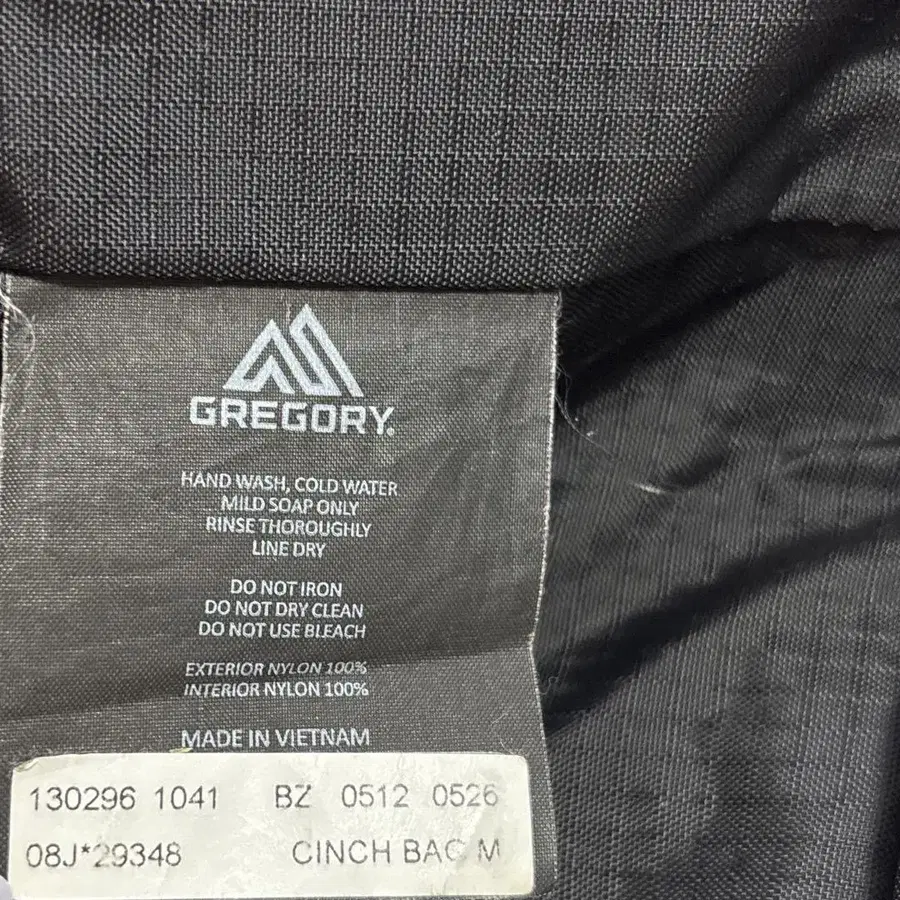 GREGORY.
HAND WASH, COLD WATER
MILD SOAP ONLY
RINSE THOROUGHLY
LINE DRY
DO NOT IRON
DO NOT DRY CLEAN
DO NOT USE BLEACH
EXTERIOR NYLON 100%
INTERIOR NYLON 100%
MADE IN VIETNAM
130296 1041 BZ 0512 0526
08J*29348 CINCH BAG M